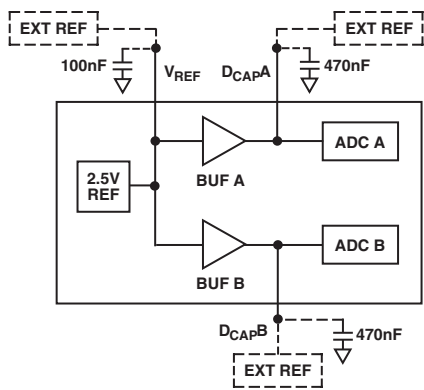 EXT REF
EXT REF
100nF
VREF
DCAPA
470nF
2.5V
REF
BUF A
ADC A
BUF B
ADC B
DCAPB
470nF
EXT REF